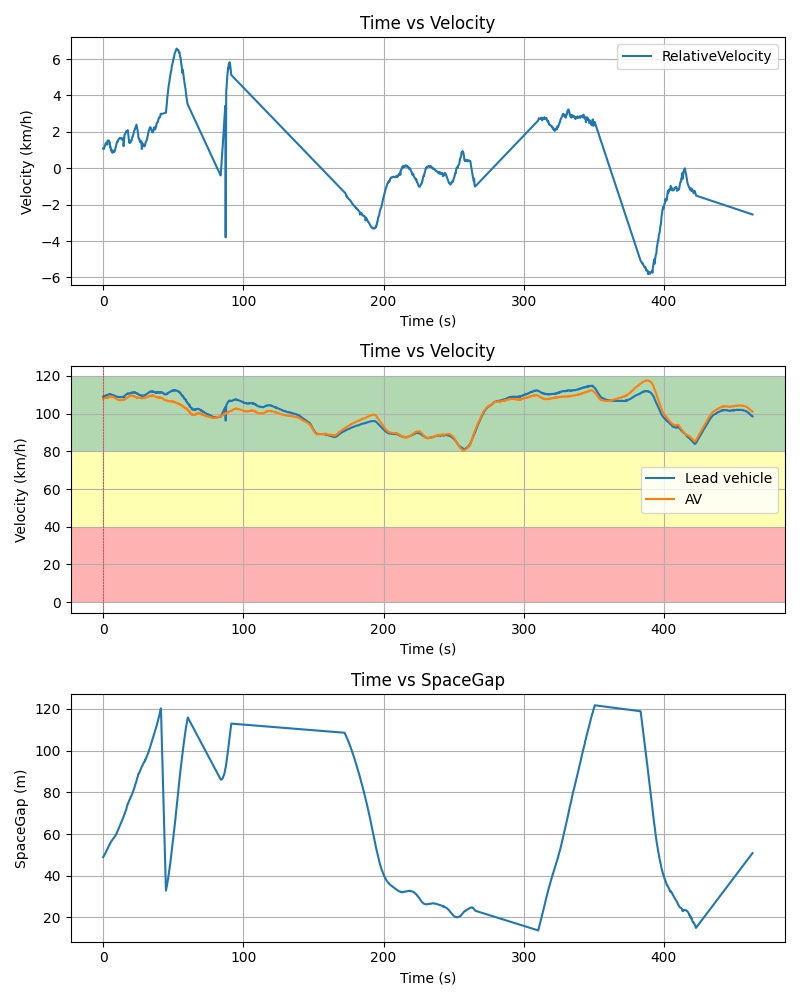 Time vs Velocity
Velocity (km/h)
6
4
2
0
−2
−4
−6
RelativeVelocity
0 100 200 300 400
Time (s)
Time vs Velocity
Velocity (km/h)
120
100
80
60
40
20
0
Lead vehicle
AV
0 100 200 300 400
Time (s)
Time vs SpaceGap
SpaceGap (m)
120
100
80
60
40
20
0 100 200 300 400
Time (s)